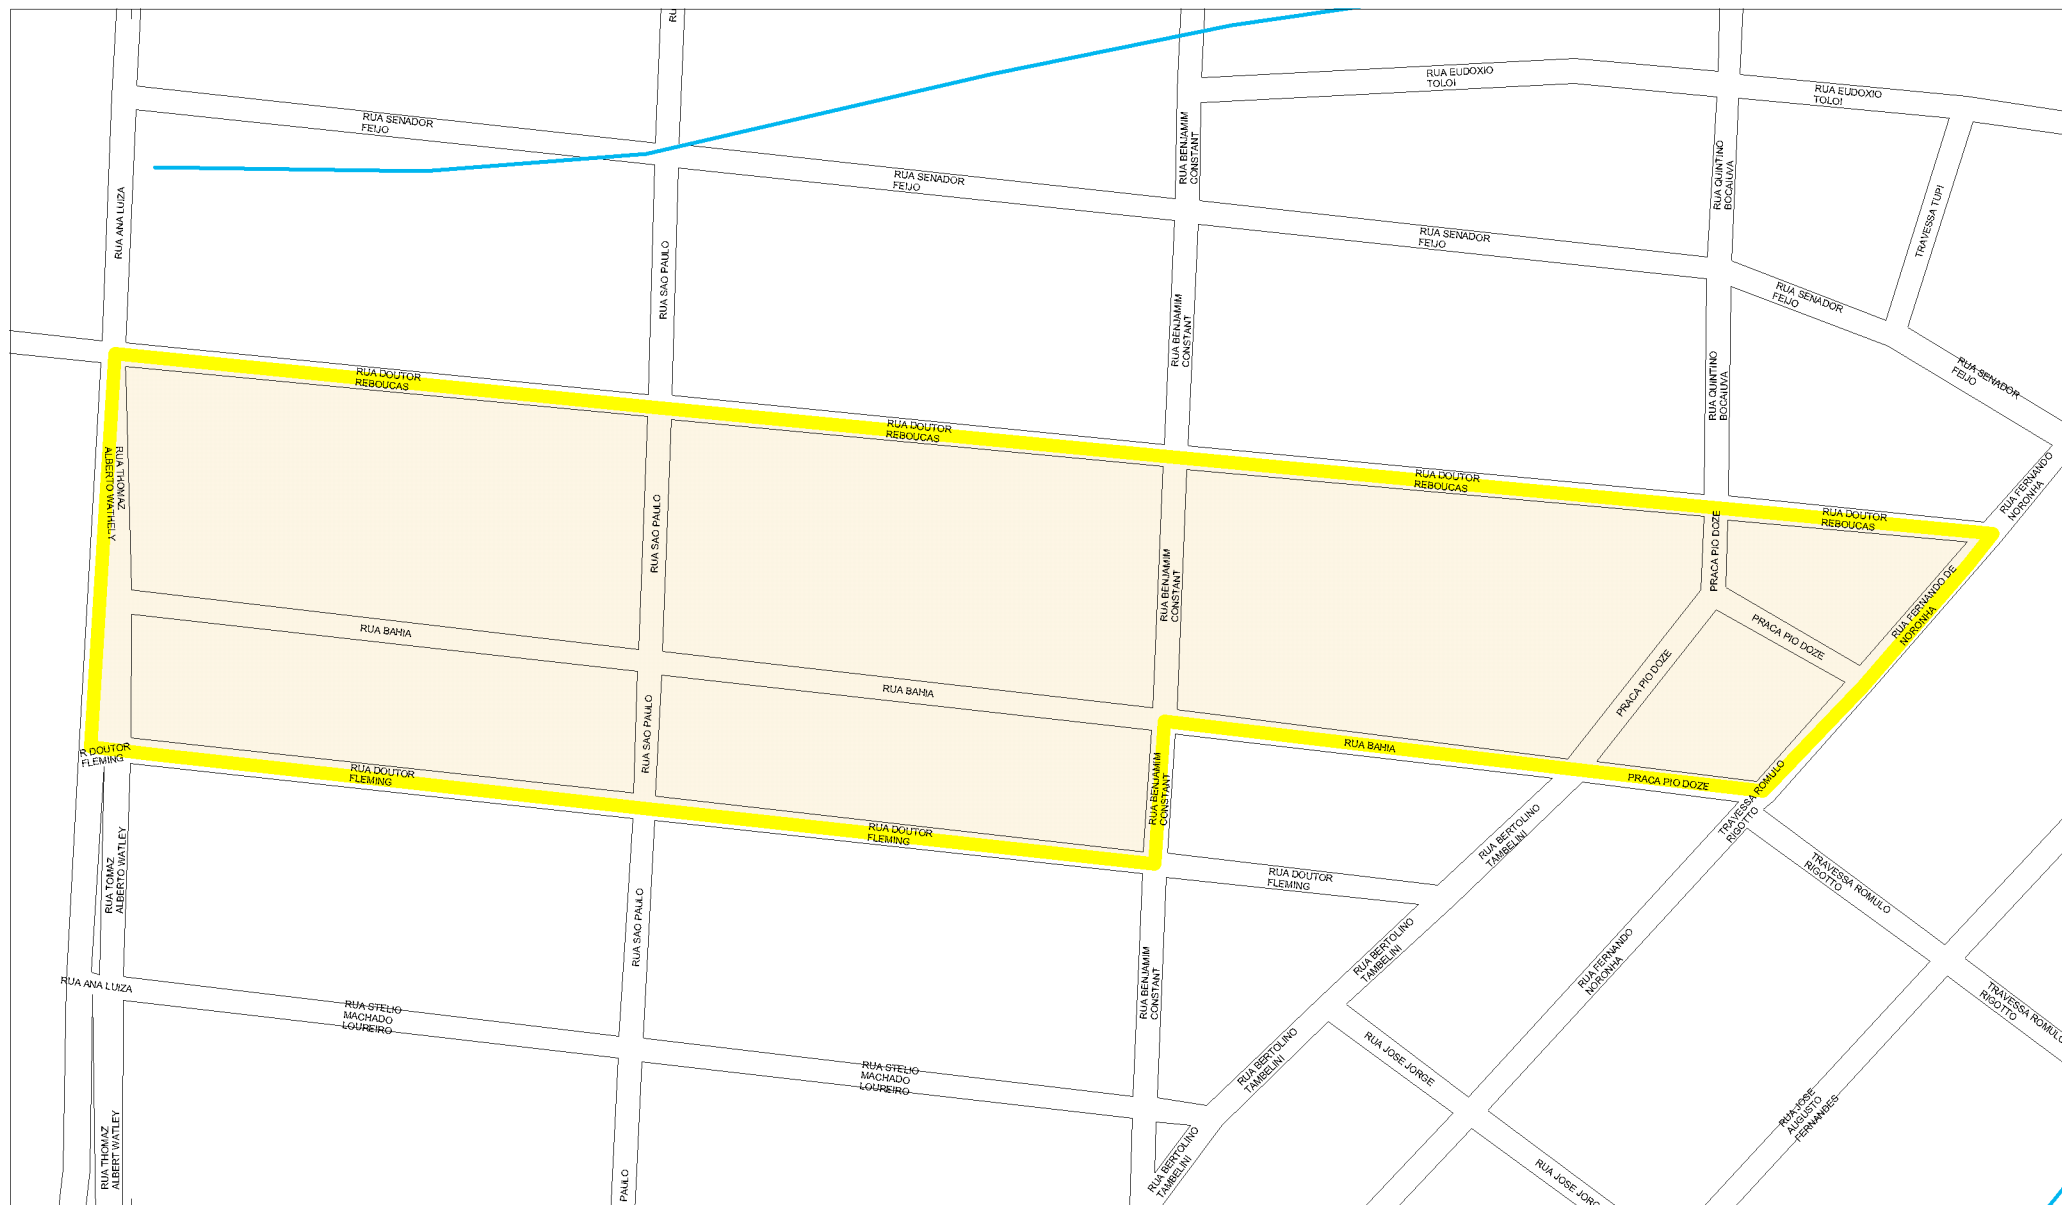 RU
RUA EUDOXIO
TOLOI
RUA EUDOXIO
TOLOI
RUA SENADOR
FEIJO
RUA BENJAMIM
CONSTANT
RUA QUINTINO
BOCAIUVA
RUA SENADOR
FEIJO
RUA ANA LUIZA
TRAVESSA TUPI
RUA SENADOR
FEIJO
RUA SAO PAULO
RUA SENADOR
FEIJO
RUA BENJAMIM
CONSTANT
RUA QUINTINO
BOCAIUVA
RUA SENADOR
FEIJO
RUA DOUTOR
REBOUCAS
RUA DOUTOR
REBOUCAS
RUA DOUTOR
REBOUCAS
RUA DOUTOR
REBOUCAS
RUA FERNANDO
NORONHA
RUA THOMAZ
ALBERTO WATHELY
RUA SAO PAULO
RUA BENJAMIM
CONSTANT
PRACA PIO DOZE
RUA FERNANDO DE
NORONHA
RUA BAHIA
PRACA PIO DOZE
PRACA PIO DOZE
RUA BAHIA
RUA SAO PAULO
RUA BAHIA
R DOUTOR
FLEMING
RUA DOUTOR
FLEMING
RUA BENJAMIM
CONSTANT
PRACA PIO DOZE
TRAVESSA ROMULO
RIGOTTO
RUA DOUTOR
FLEMING
RUA BERTOLINO
TAMBELINI
RUA TOMAZ
ALBERTO WATLEY
RUA DOUTOR
FLEMING
TRAVESSA ROMULO
RIGOTTO
RUA SAO PAULO
RUA BERTOLINO
TAMBELINI
RUA FERNANDO
NORONHA
RUA BENJAMIM
CONSTANT
RUA ANA LUIZA
TRAVESSA ROMULO
RIGOTTO
RUA STELIO
MACHADO
LOUREIRO
RUA BERTOLINO
TAMBELINI
RUA JOSE JORGE
RUA STELIO
MACHADO
LOUREIRO
RUA JOSE
AUGUSTO
FERNANDES
RUA THOMAZ
ALBERT WATLEY
PAULO
RUA BERTOLINO
TAMBELINI
RUA JOSE JORG